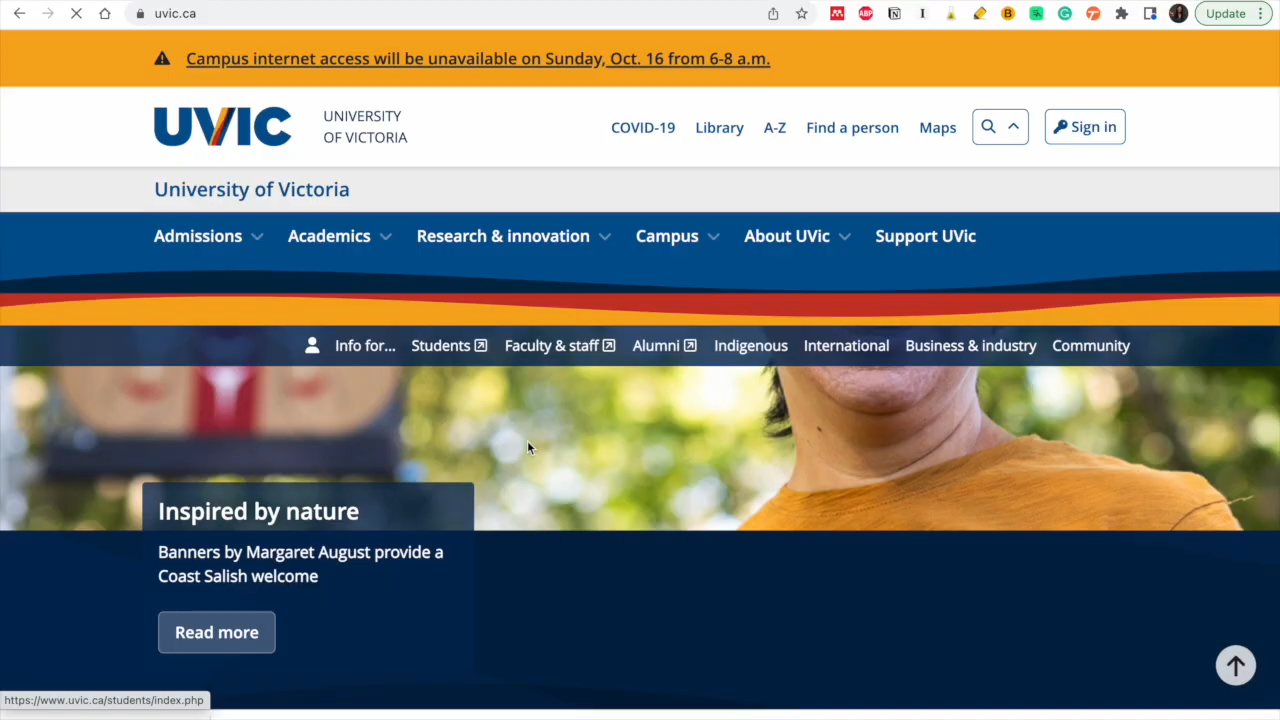 uvic.ca
ABP
Update
Campus internet access will be unavailable on Sunday, Oct. 16 from 6-8 a.m.
UVIC
UNIVERSITY
OF VICTORIA
COVID-19 Library A-Z Find a person Maps Sign in
University of Victoria
Admissions Academics Research & innovation Campus About UVic Support UVic
Info for... Students Faculty & staff Alumni Indigenous International Business & industry Community
Inspired by nature
Banners by Margaret August provide a
Coast Salish welcome
Read more
https://www.uvic.ca/students/index.php